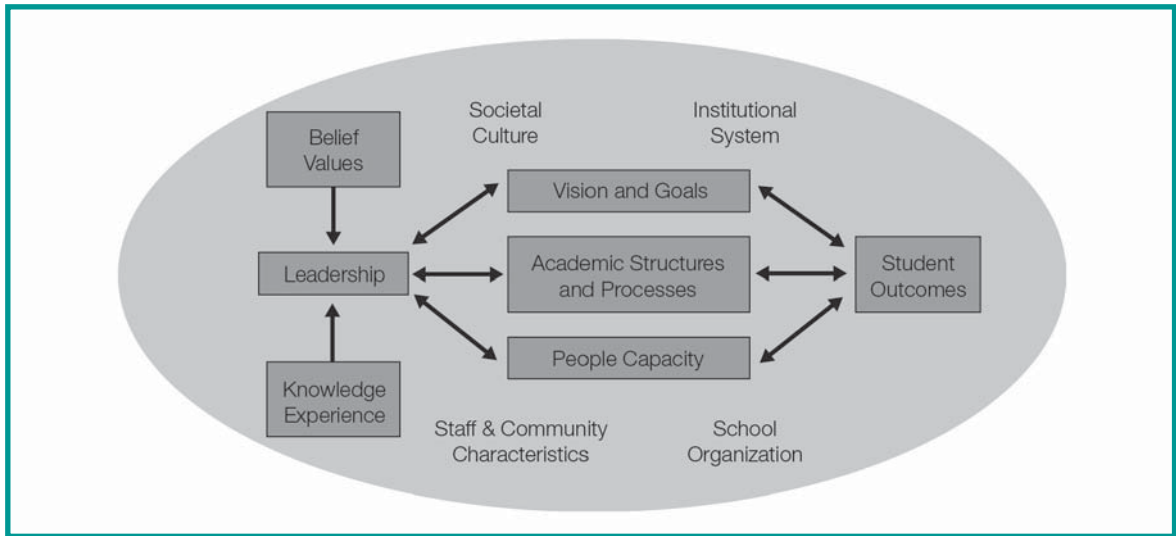 Societal
Culture
Institutional
System
Belief
Values
Vision and Goals
Leadership
Academic Structures
and Processes
Student
Outcomes
People Capacity
Knowledge
Experience
Staff & Community
Characteristics
School
Organization